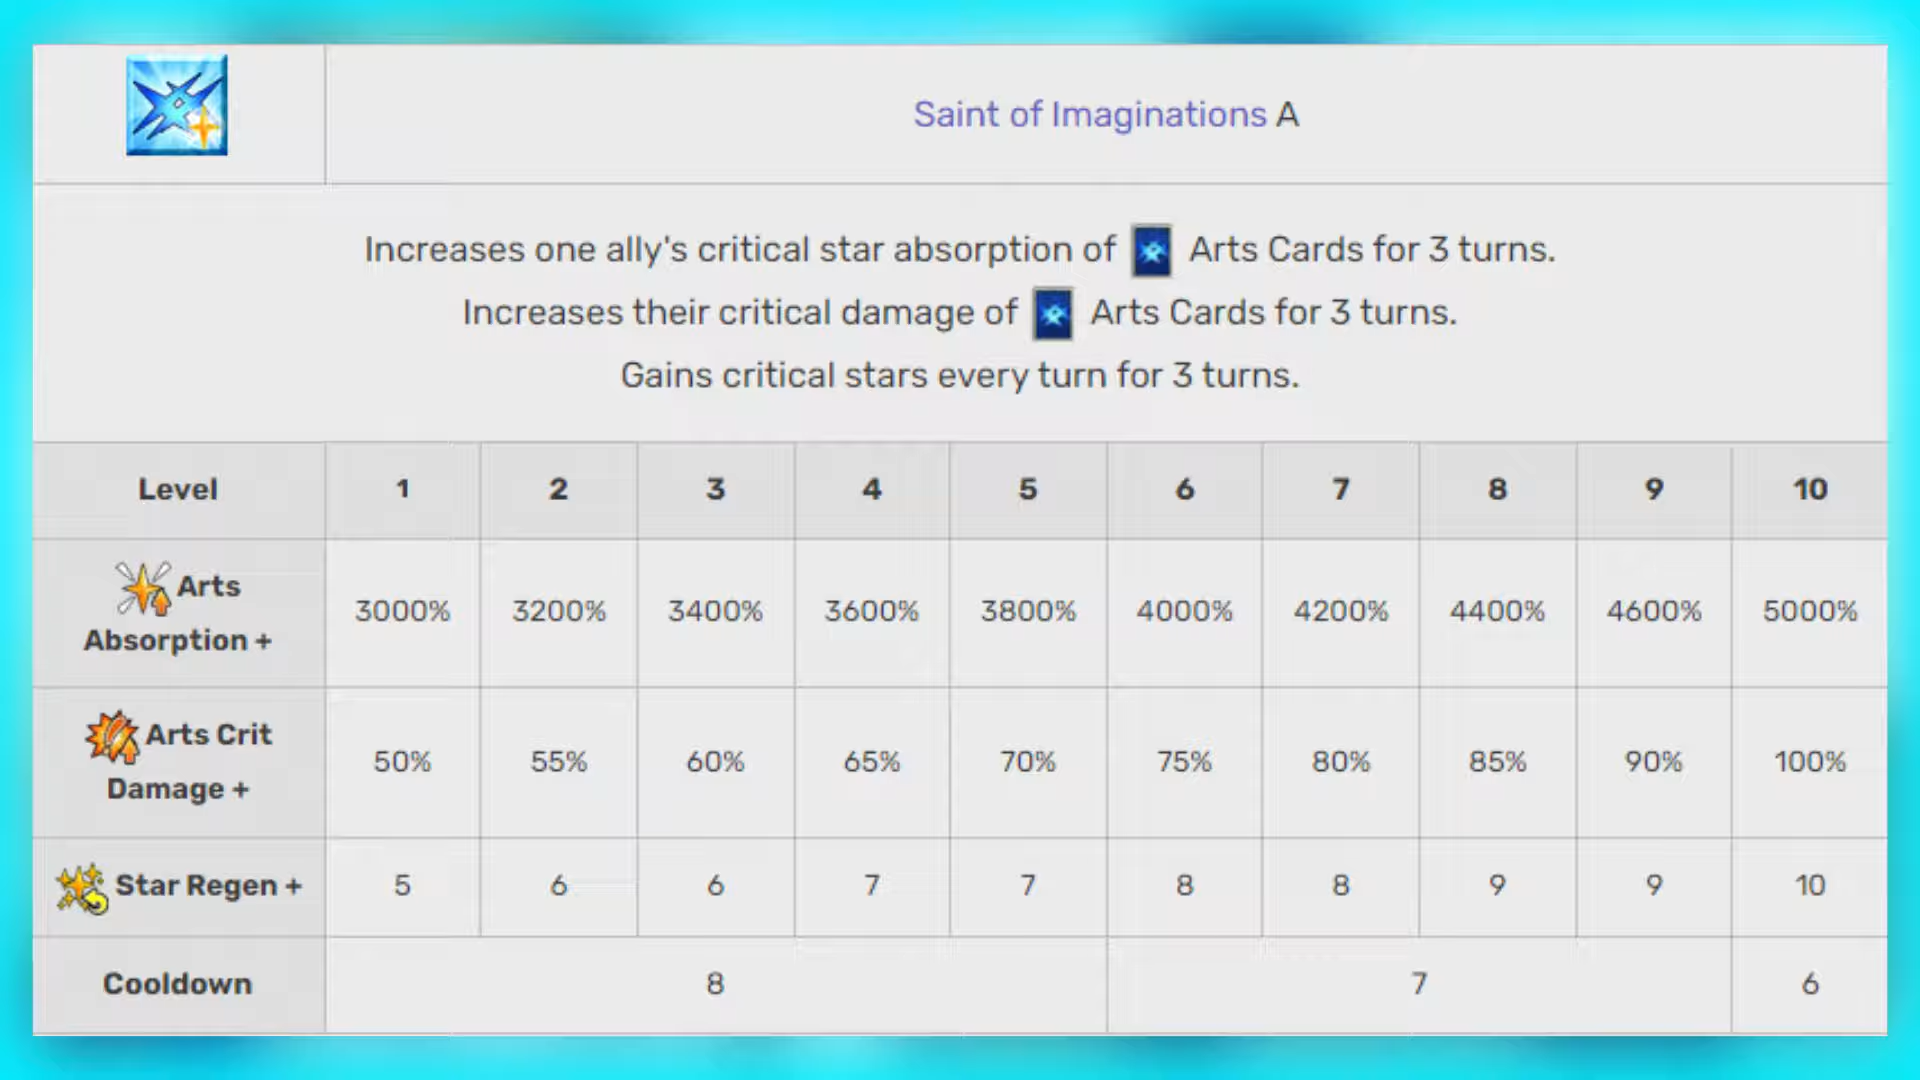 Saint of Imaginations A
Increases one ally's critical star absorption of Arts Cards for 3 turns.
Increases their critical damage of Arts Cards for 3 turns.
Gains critical stars every turn for 3 turns.
Level 1 2 3 4 5 6 7 8 9 10
Arts
Absorption + 3000% 3200% 3400% 3600% 3800% 4000% 4200% 4400% 4600% 5000%
Arts Crit
Damage + 50% 55% 60% 65% 70% 75% 80% 85% 90% 100%
Star Regen + 5 6 6 7 7 8 8 9 9 10
Cooldown 8 7 6